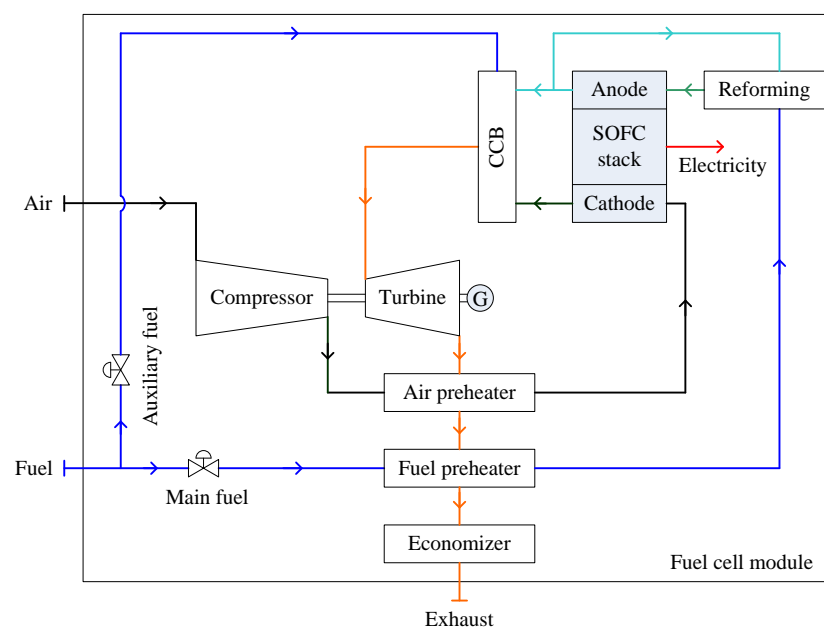 Anode
Reforming
CCB
SOFC
stack
Electricity
Air
Cathode
Compressor
Turbine
G
Auxiliary fuel
Air preheater
Fuel
Main fuel
Fuel preheater
Economizer
Fuel cell module
Exhaust